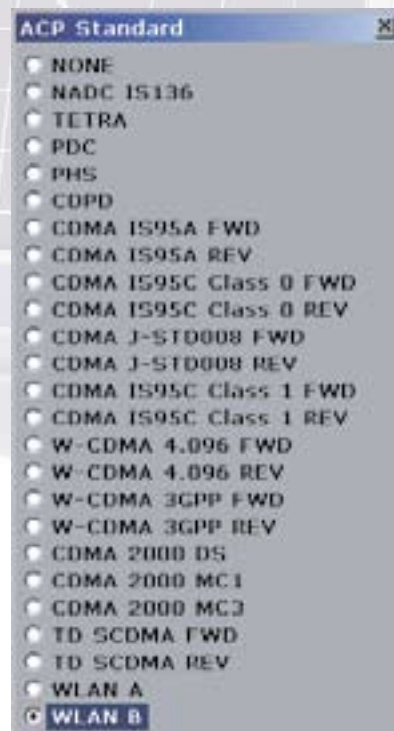 ACP Standard
NONE
NADC IS136
TETRA
PDC
PHS
CDPD
CDMA IS95A FWD
CDMA IS95A REV
CDMA IS95C Class 0 FWD
CDMA IS95C Class 0 REV
CDMA J-STD008 FWD
CDMA J-STD008 REV
CDMA IS95C Class 1 FWD
CDMA IS95C Class 1 REV
W-CDMA 4.096 FWD
W-CDMA 4.096 REV
W-CDMA 3GPP FWD
W-CDMA 3GPP REV
CDMA 2000 DS
CDMA 2000 MC1
CDMA 2000 MC3
TD SCDMA FWD
TD SCDMA REV
WLAN A
WLAN B